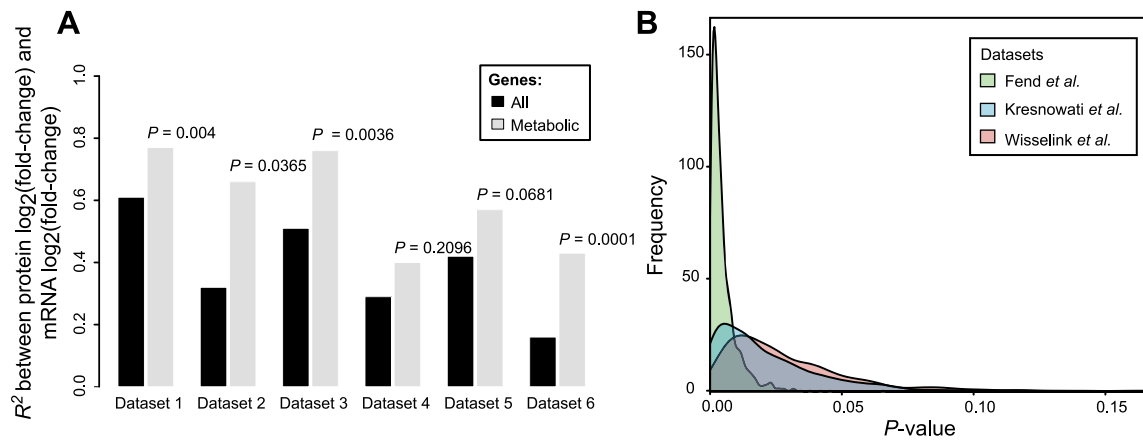 A
R² between protein log₂(fold-change) and
mRNA log₂(fold-change)
1.0
0.8
0.6
0.4
0.2
0.0
Genes:
All
Metabolic
P = 0.004
P = 0.0365
P = 0.0036
P = 0.2096
P = 0.0681
P = 0.0001
Dataset 1
Dataset 2
Dataset 3
Dataset 4
Dataset 5
Dataset 6
B
Frequency
150
100
50
0
Datasets
Fend et al.
Kresnowati et al.
Wisselink et al.
0.00
0.05
0.10
0.15
P-value